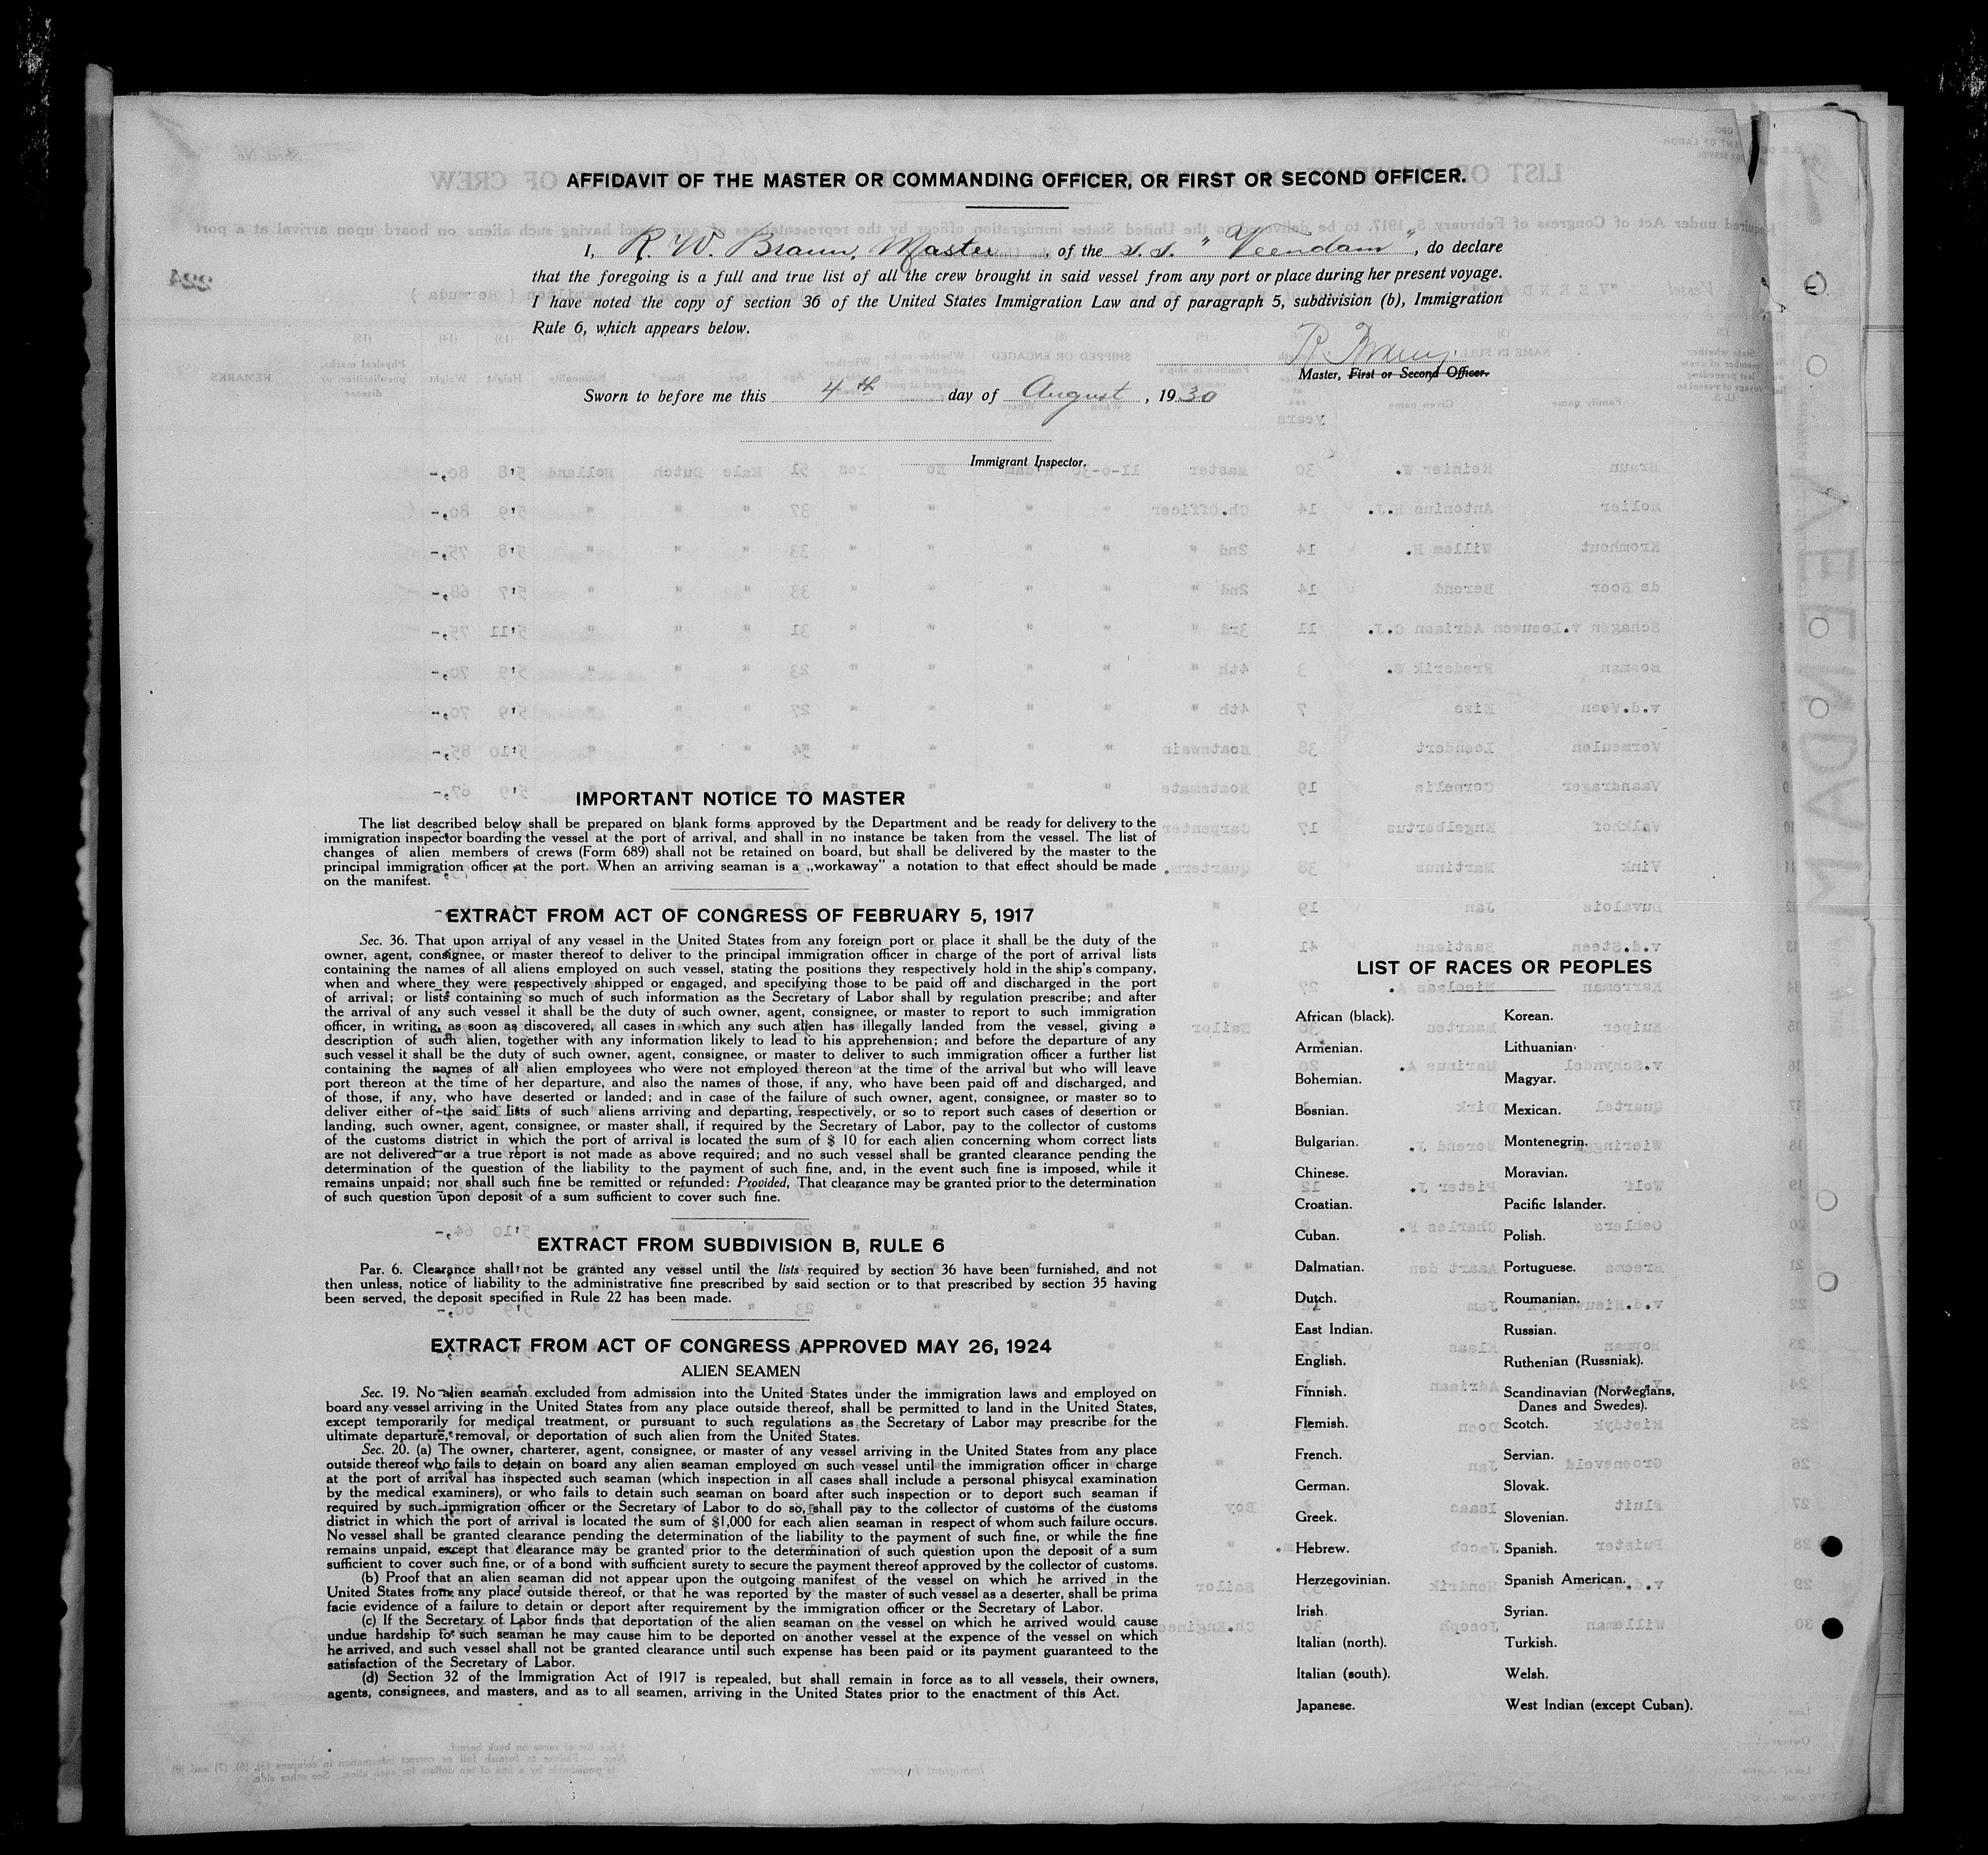 AFFIDAVIT OF THE MASTER OR COMMANDING OFFICER, OR FIRST OR SECOND OFFICER.
I, R. W. Braun, Master, of the s.s. "Veendam", do declare
that the foregoing is a full and true list of all the crew brought in said vessel from any port or place during her present voyage.
I have noted the copy of section 36 of the United States Immigration Law and of paragraph 5, subdivision (b), Immigration
Rule 6, which appears below.
R. Braun.
Master, First or Second Officer.
Sworn to before me this 4th day of August, 1930
Immigrant Inspector.
IMPORTANT NOTICE TO MASTER
The list described below shall be prepared on blank forms approved by the Department and be ready for delivery to the
immigration inspector boarding the vessel at the port of arrival, and shall in no instance be taken from the vessel. The list of
changes of alien members of crews (Form 689) shall not be retained on board, but shall be delivered by the master to the
principal immigration officer at the port. When an arriving seaman is a „workaway” a notation to that effect should be made
on the manifest.
EXTRACT FROM ACT OF CONGRESS OF FEBRUARY 5, 1917
Sec. 36. That upon arriyal of any vessel in the United States from any foreign port or place it shall be the duty of the
owner, agent, consignee, or master thereof to deliver to the principal immigration officer in charge of the port of arrival lists
containing the names of all aliens employed on such vessel, stating the positions they respectively hold in the ship's company,
when and where they were respectively shipped or engaged, and specifying those to be paid off and discharged in the port
of arrival; or lists containing so much of such information as the Secretary of Labor shall by regulation prescribe; and after
the arrival of any such vessel it shall be the duty of such owner, agent, consignee, or master to report to such immigration
officer, in writing, as soon as discovered, all cases in which any such alien has illegally landed from the vessel, giving a
description of such alien, together with any information likely to lead to his apprehension; and before the departure of any
such vessel it shall be the duty of such owner, agent, consignee, or master to deliver to such immigration officer a further list
containing the names of all alien employees who were not employed thereon at the time of the arrival but who will leave
port thereon at the time of her departure, and also the names of those, if any, who have been paid off and discharged, and
of those, if any, who have deserted or landed; and in case of the failure of such owner, agent, consignee, or master so to
deliver either of the said lists of such aliens arriving and departing, respectively, or so to report such cases of desertion or
landing, such owner, agent, consignee, or master shall, if required by the Secretary of Labor, pay to the collector of customs
of the customs district in which the port of arrival is located the sum of $ 10 for each alien concerning whom correct lists
are not delivered or a true report is not made as above required; and no such vessel shall be granted clearance pending the
determination of the question of the liability to the payment of such fine, and, in the event such fine is imposed, while it
remains unpaid; nor shall such fine be remitted or refunded: Provided, That clearance may be granted prior to the determination
of such question upon deposit of a sum sufficient to cover such fine.
EXTRACT FROM SUBDIVISION B, RULE 6
Par. 6. Clearance shall not be granted any vessel until the lists required by section 36 have been furnished, and not
then unless, notice of liability to the administrative fine prescribed by said section or to that prescribed by section 35 having
been served, the deposit specified in Rule 22 has been made.
EXTRACT FROM ACT OF CONGRESS APPROVED MAY 26, 1924
ALIEN SEAMEN
Sec. 19. No alien seaman excluded from admission into the United States under the immigration laws and employed on
board any vessel arriving in the United States from any place outside thereof, shall be permitted to land in the United States,
except temporarily for medical treatment, or pursuant to such regulations as the Secretary of Labor may prescribe for the
ultimate departure, removal, or deportation of such alien from the United States.
Sec. 20. (a) The owner, charterer, agent, consignee, or master of any vessel arriving in the United States from any place
outside thereof who fails to detain on board any alien seaman employed on such vessel until the immigration officer in charge
at the port of arrival has inspected such seaman (which inspection in all cases shall include a personal phisycal examination
by the medical examiners), or who fails to detain such seaman on board after such inspection or to deport such seaman if
required by such immigration officer or the Secretary of Labor to do so, shall pay to the collector of customs of the customs
district in which the port of arrival is located the sum of $1,000 for each alien seaman in respect of whom such failure occurs.
No vessel shall be granted clearance pending the determination of the liability to the payment of such fine, or while the fine
remains unpaid, except that clearance may be granted prior to the determination of such question upon the deposit of a sum
sufficient to cover such fine, or of a bond with sufficient surety to secure the payment thereof approved by the collector of customs.
(b) Proof that an alien seaman did not appear upon the outgoing manifest of the vessel on which he arrived in the
United States from any place outside thereof, or that he was reported by the master of such vessel as a deserter, shall be prima
facie evidence of a failure to detain or deport after requirement by the immigration officer or the Secretary of Labor.
(c) If the Secretary of Labor finds that deportation of the alien seaman on the vessel on which he arrived would cause
undue hardship to such seaman he may cause him to be deported on another vessel at the expence of the vessel on which
he arrived, and such vessel shall not be granted clearance until such expense has been paid or its payment guaranteed to the
satisfaction of the Secretary of Labor.
(d) Section 32 of the Immigration Act of 1917 is repealed, but shall remain in force as to all vessels, their owners,
agents, consignees, and masters, and as to all seamen, arriving in the United States prior to the enactment of this Act.
LIST OF RACES OR PEOPLES
African (black).
Armenian.
Bohemian.
Bosnian.
Bulgarian.
Chinese.
Croatian.
Cuban.
Dalmatian.
Dutch.
East Indian.
English.
Finnish.
Flemish.
French.
German.
Greek.
Hebrew.
Herzegovinian.
Irish.
Italian (north).
Italian (south).
Japanese.
Korean.
Lithuanian.
Magyar.
Mexican.
Montenegrin.
Moravian.
Pacific Islander.
Polish.
Portuguese.
Roumanian.
Russian.
Ruthenian (Russniak).
Scandinavian (Norwegians,
Danes and Swedes).
Scotch.
Servian.
Slovak.
Slovenian.
Spanish.
Spanish American.
Syrian.
Turkish.
Welsh.
West Indian (except Cuban).